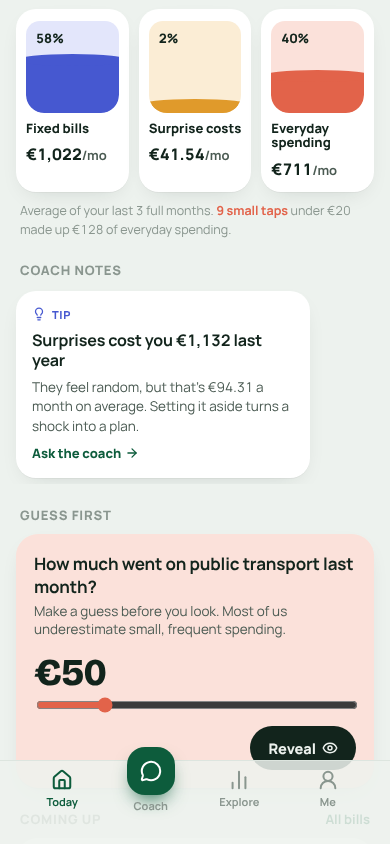 58%
2%
40%
Fixed bills
Surprise costs
Everyday
spending
€1,022/mo
€41.54/mo
€711/mo
Average of your last 3 full months. 9 small taps under €20
made up €128 of everyday spending.
COACH NOTES
TIP
Surprises cost you €1,132 last
year
They feel random, but that's €94.31 a
month on average. Setting it aside turns a
shock into a plan.
Ask the coach →
GUESS FIRST
How much went on public transport last
month?
Make a guess before you look. Most of us
underestimate small, frequent spending.
€50
Reveal
Today
Coach
Explore
Me
COMING UP
All bills